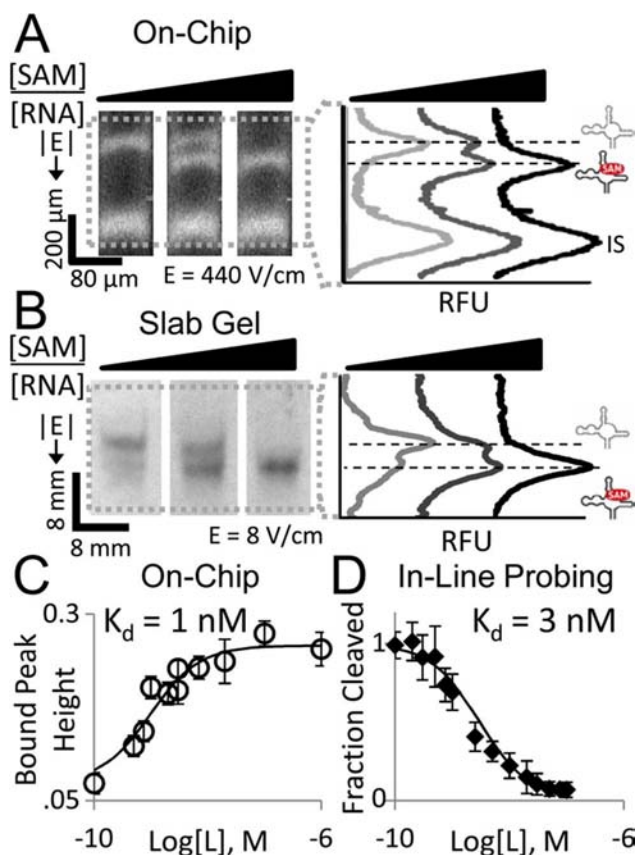 A
On-Chip
[SAM]
[RNA]
|E|
200 µm
80 µm
E = 440 V/cm
SAM
IS
RFU
B
Slab Gel
[SAM]
[RNA]
|E|
8 mm
8 mm
E = 8 V/cm
SAM
RFU
C
On-Chip
0.3
Kd = 1 nM
Bound Peak
Height
.05
-10
Log[L], M
-6
D
In-Line Probing
Kd = 3 nM
Fraction Cleaved
1
0
-10
Log[L], M
-6